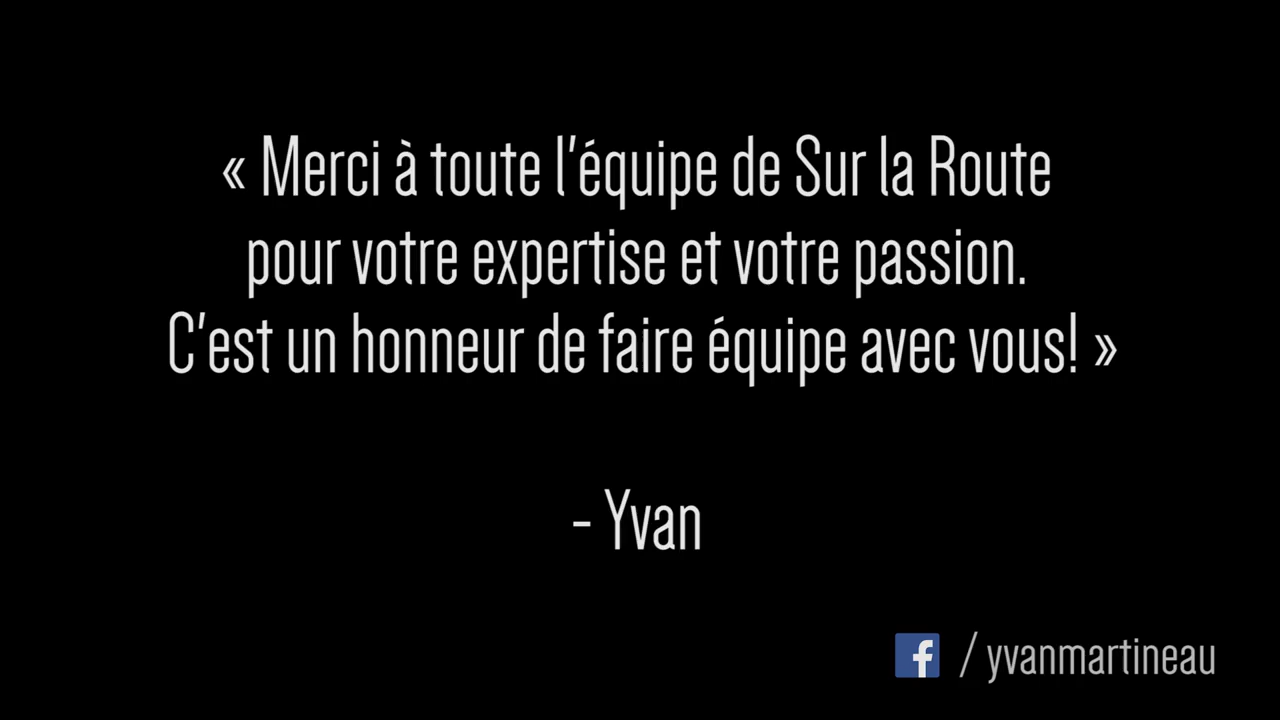 « Merci à toute l'équipe de Sur la Route
pour votre expertise et votre passion.
C'est un honneur de faire équipe avec vous! »
- Yvan
f / yvanmartineau